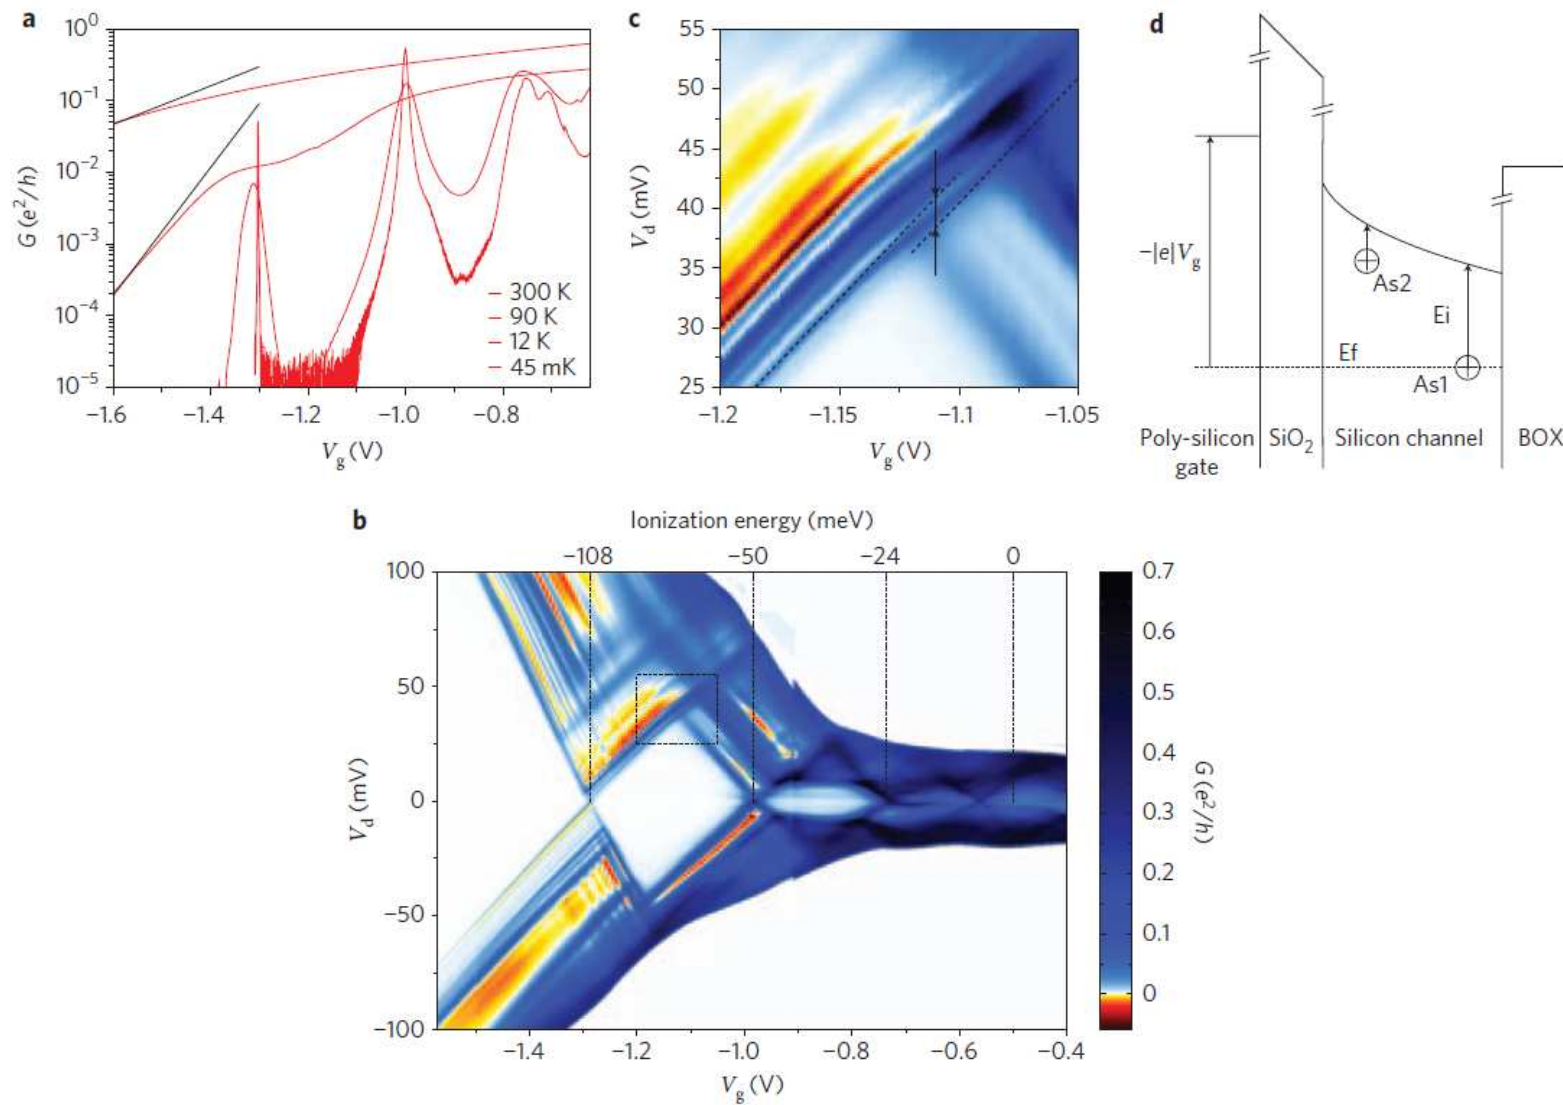 a
10⁰
10⁻¹
10⁻²
10⁻³
10⁻⁴
10⁻⁵
G (e²/h)
300 K
90 K
12 K
45 mK
−1.6
−1.4
−1.2
−1.0
−0.8
V_g (V)
c
55
50
45
40
35
30
25
V_d (mV)
−1.2
−1.15
−1.1
−1.05
V_g (V)
d
−|e|V_g
As2
Ei
Ef
As1
Poly-silicon gate
SiO₂
Silicon channel
BOX
b
Ionization energy (meV)
−108
−50
−24
0
100
50
0
−50
−100
V_d (mV)
−1.4
−1.2
−1.0
−0.8
−0.6
−0.4
V_g (V)
0.7
0.6
0.5
0.4
0.3
0.2
0.1
0
G (e²/h)